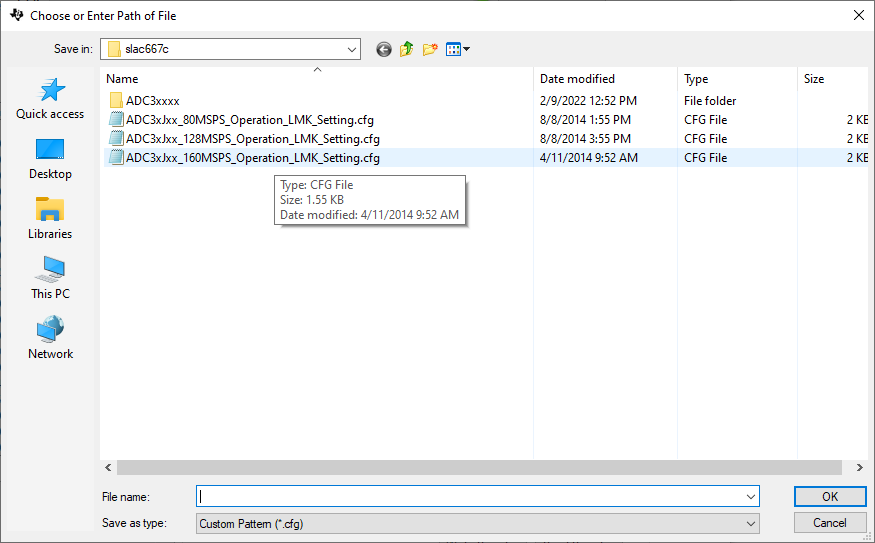 Choose or Enter Path of File
Save in: slac667c
Name Date modified Type Size
ADC3xxxx 2/9/2022 12:52 PM File folder
ADC3xJxx_80MSPS_Operation_LMK_Setting.cfg 8/8/2014 1:55 PM CFG File 2 KB
ADC3xJxx_128MSPS_Operation_LMK_Setting.cfg 8/8/2014 3:55 PM CFG File 2 KB
ADC3xJxx_160MSPS_Operation_LMK_Setting.cfg 4/11/2014 9:52 AM CFG File 2 KB
Type: CFG File
Size: 1.55 KB
Date modified: 4/11/2014 9:52 AM
Quick access
Desktop
Libraries
This PC
Network
File name: OK
Save as type: Custom Pattern (*.cfg) Cancel